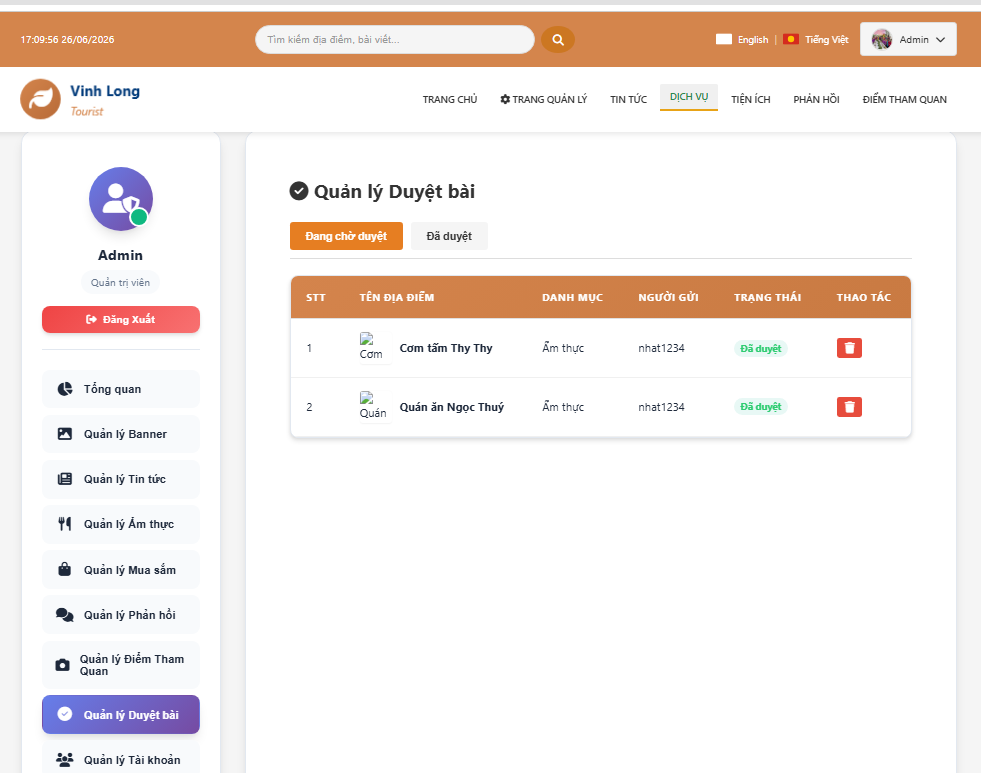 17:09:56 26/06/2026
Tìm kiếm địa điểm, bài viết...
English | Tiếng Việt
Admin
Vinh Long
Tourist
TRANG CHỦ
TRANG QUẢN LÝ
TIN TỨC
DỊCH VỤ
TIỆN ÍCH
PHẢN HỒI
ĐIỂM THAM QUAN
Admin
Quản trị viên
Đăng Xuất
Tổng quan
Quản lý Banner
Quản lý Tin tức
Quản lý Ẩm thực
Quản lý Mua sắm
Quản lý Phản hồi
Quản lý Điểm Tham
Quan
Quản lý Duyệt bài
Quản lý Tài khoản
Quản lý Duyệt bài
Đang chờ duyệt
Đã duyệt
STT TÊN ĐỊA ĐIỂM DANH MỤC NGƯỜI GỬI TRẠNG THÁI THAO TÁC
1 Cơm Cơm tấm Thy Thy Ẩm thực nhat1234 Đã duyệt
2 Quán Quán ăn Ngọc Thuý Ẩm thực nhat1234 Đã duyệt